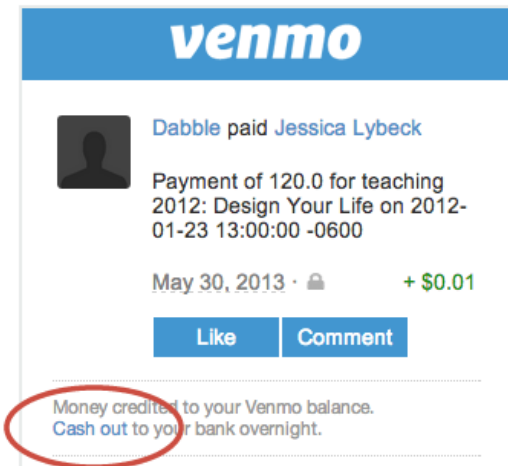 venmo
Dabble paid Jessica Lybeck
Payment of 120.0 for teaching
2012: Design Your Life on 2012-
01-23 13:00:00 -0600
May 30, 2013 · + $0.01
Like Comment
Money credited to your Venmo balance.
Cash out to your bank overnight.